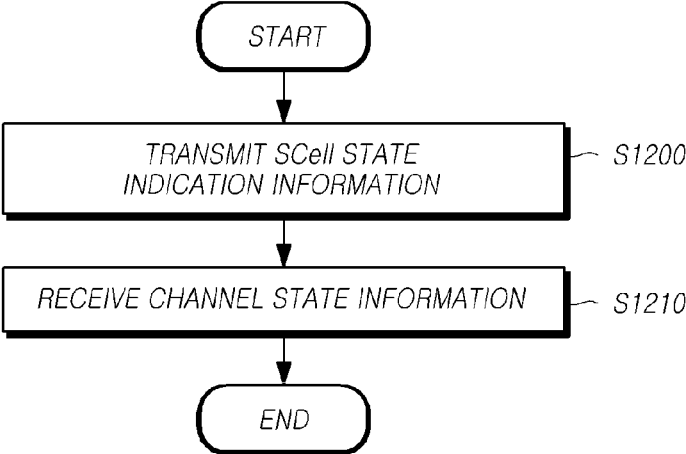 START
TRANSMIT SCell STATE
INDICATION INFORMATION
S1200
RECEIVE CHANNEL STATE INFORMATION
S1210
END